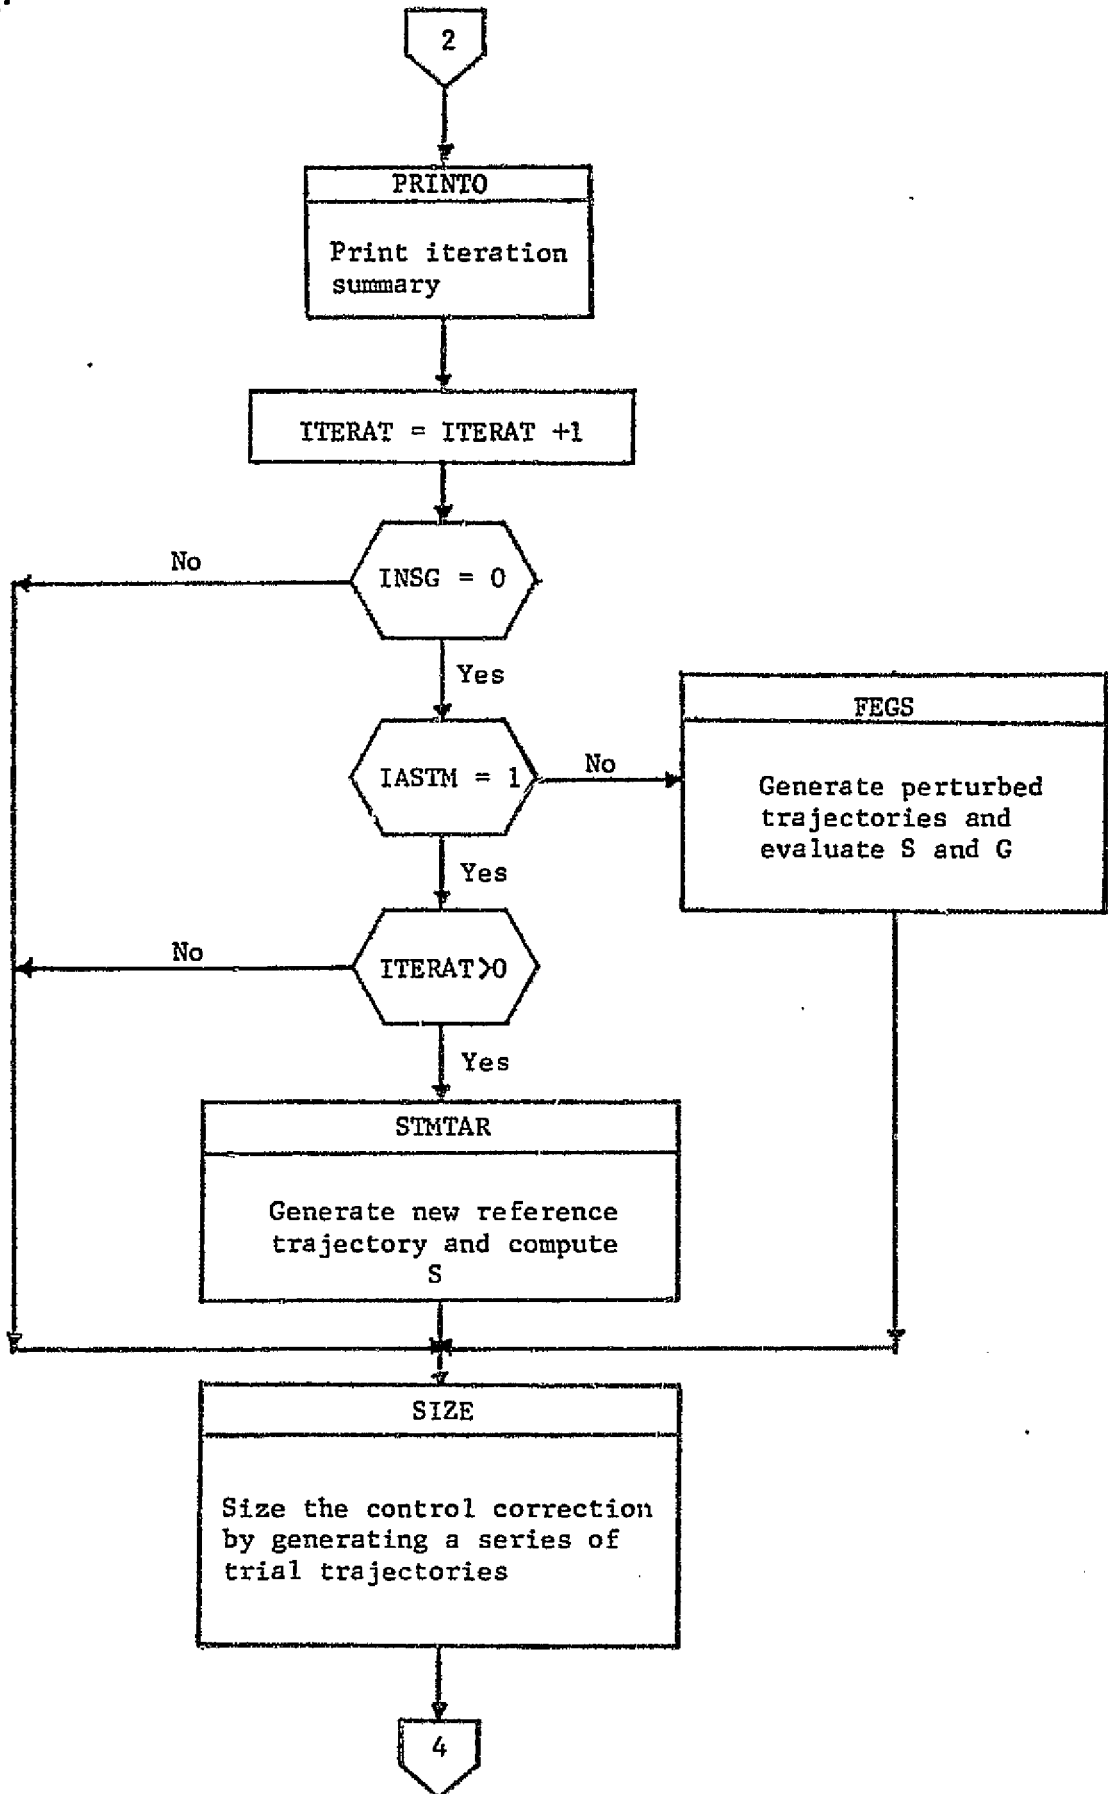 2
PRINTO
Print iteration
summary
ITERAT = ITERAT +1
INSG = 0
No
Yes
FEGS
IASTM = 1
No
Generate perturbed
trajectories and
evaluate S and G
Yes
ITERAT>0
No
Yes
STMTAR
Generate new reference
trajectory and compute
S
SIZE
Size the control correction
by generating a series of
trial trajectories
4